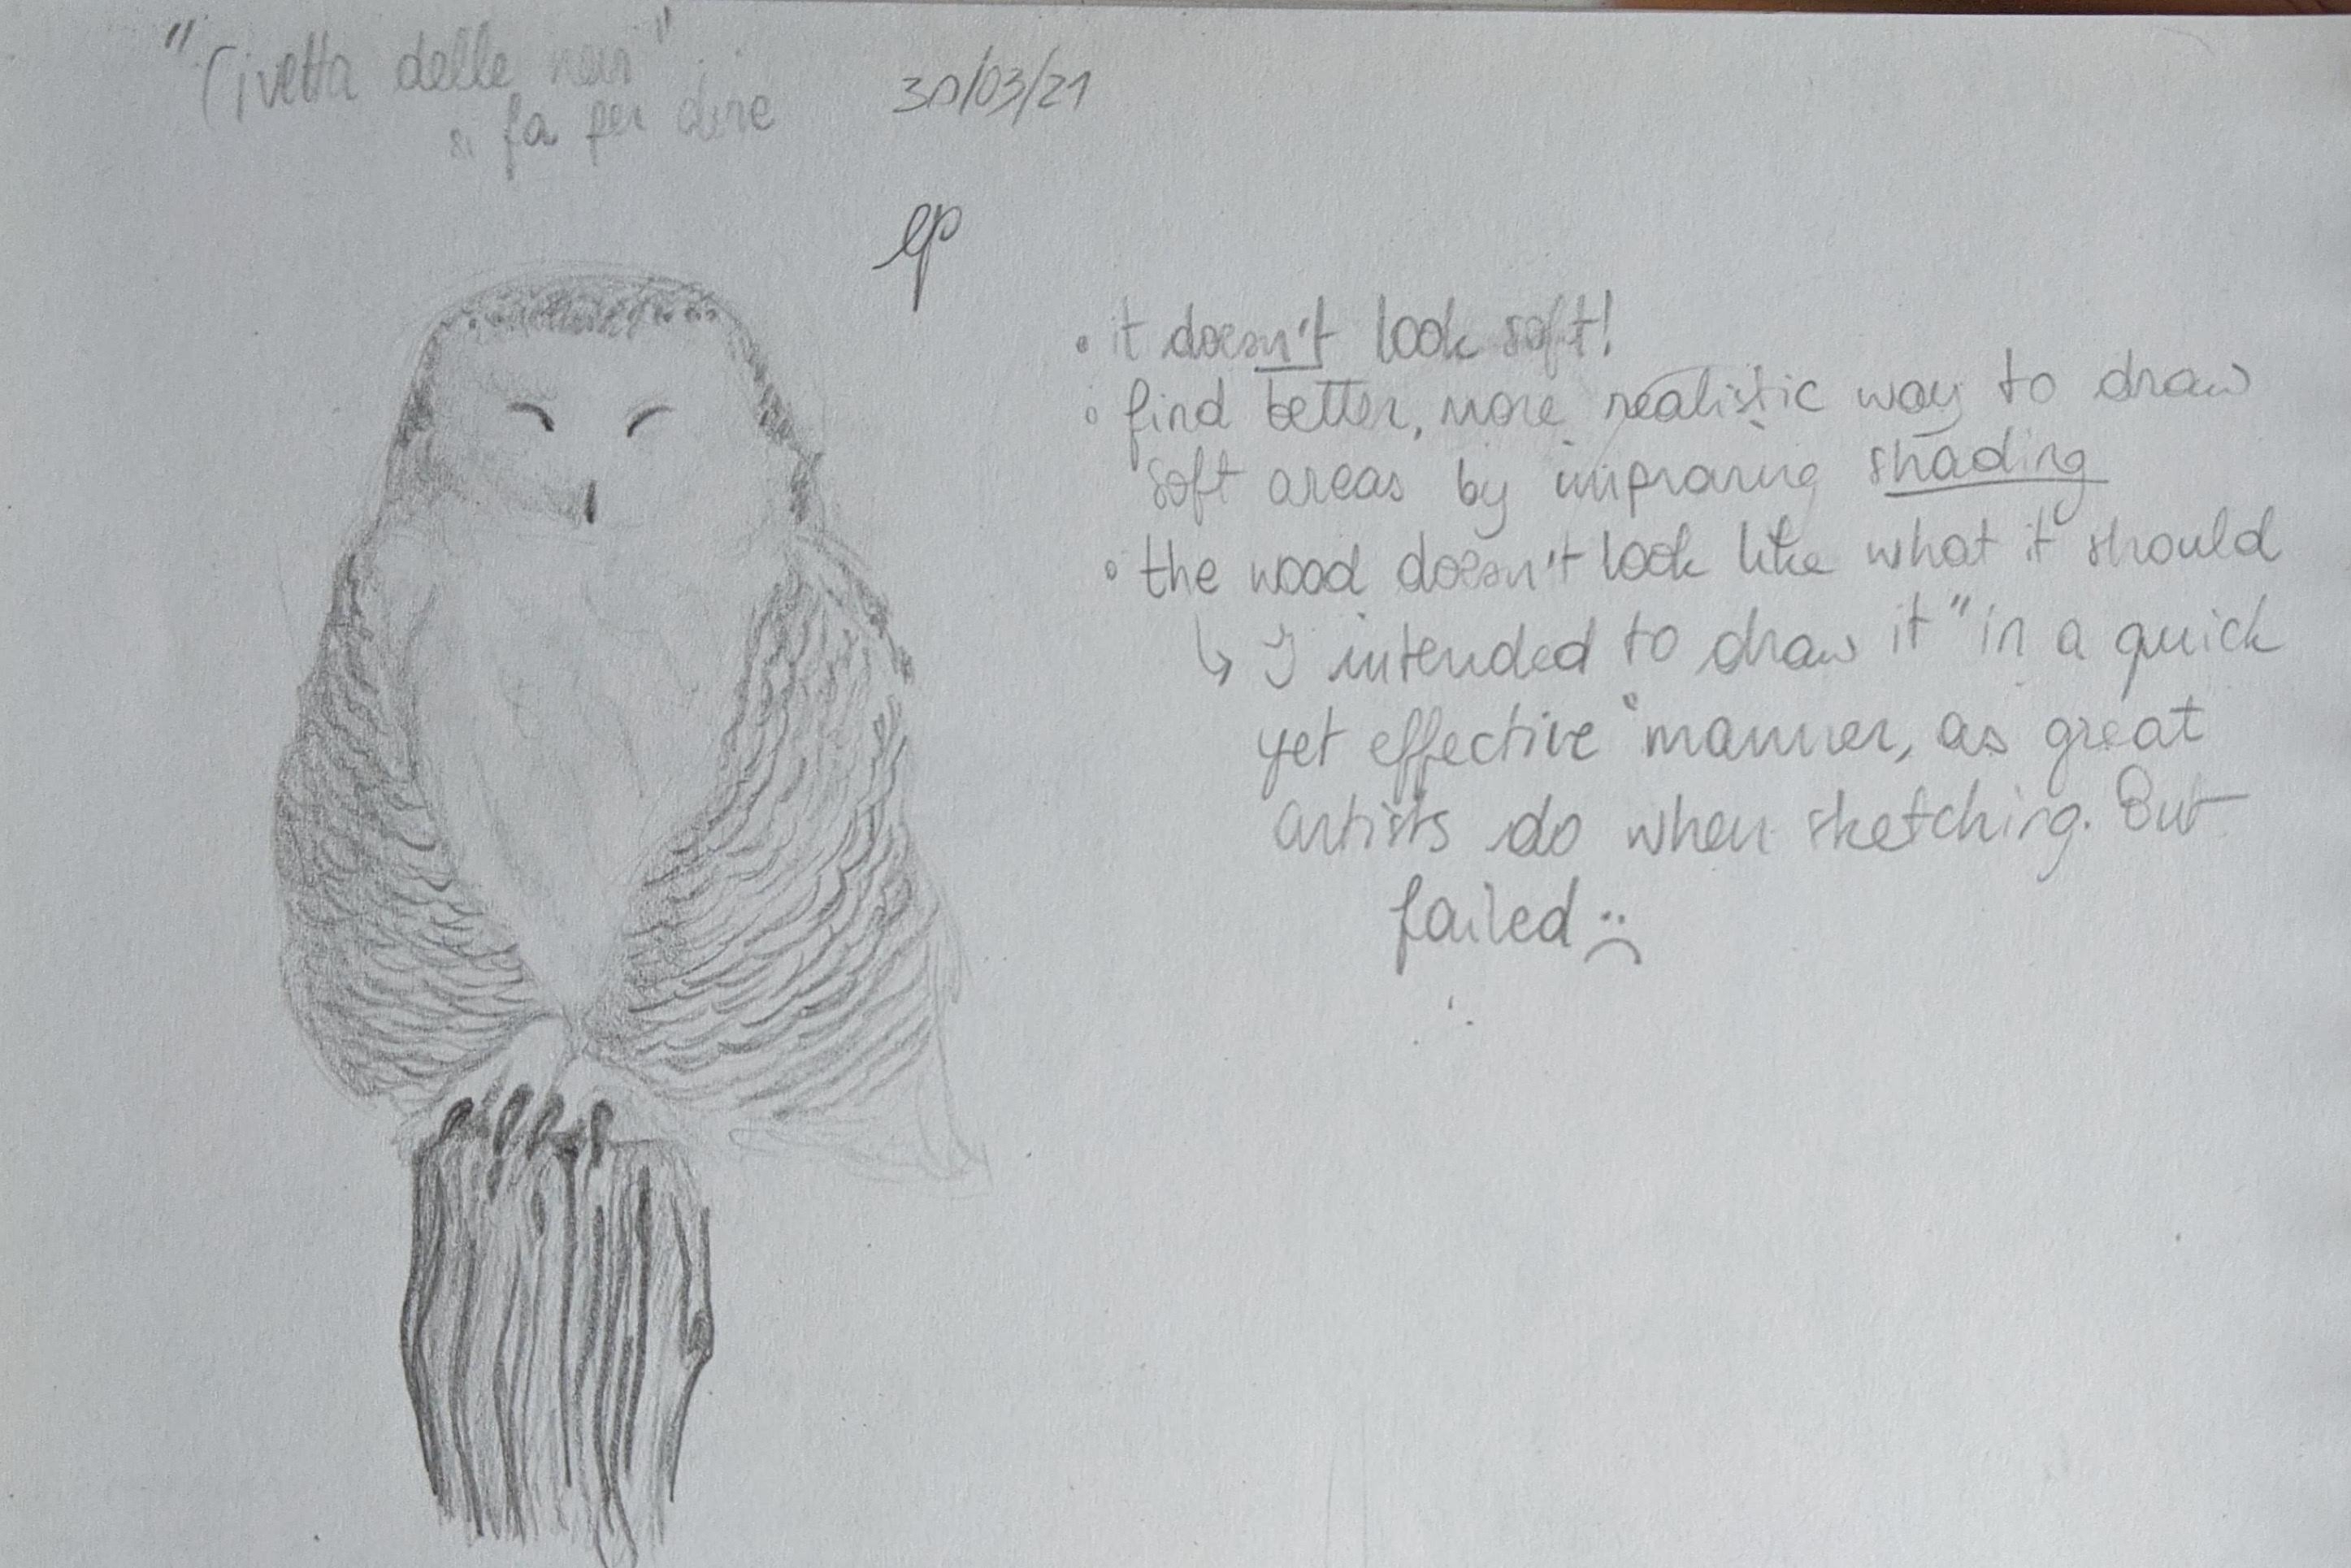 "Civetta delle nevi"
si fa per dire
30/03/21
ep
• it doesn't look soft!
• find better, more realistic way to draw
soft areas by improving shading
• the wood doesn't look like what it should
↳ I intended to draw it "in a quick
yet effective" manner, as great
artists do when sketching. But
failed :(